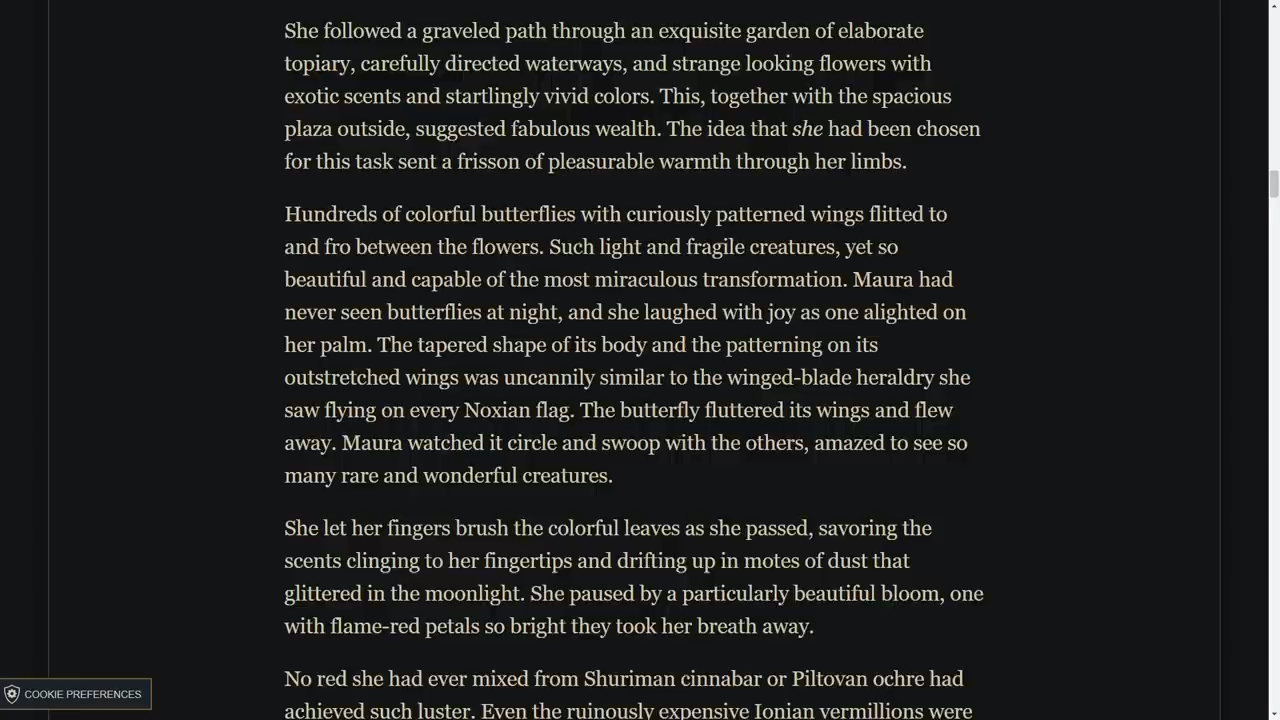 She followed a graveled path through an exquisite garden of elaborate
topiary, carefully directed waterways, and strange looking flowers with
exotic scents and startlingly vivid colors. This, together with the spacious
plaza outside, suggested fabulous wealth. The idea that she had been chosen
for this task sent a frisson of pleasurable warmth through her limbs.
Hundreds of colorful butterflies with curiously patterned wings flitted to
and fro between the flowers. Such light and fragile creatures, yet so
beautiful and capable of the most miraculous transformation. Maura had
never seen butterflies at night, and she laughed with joy as one alighted on
her palm. The tapered shape of its body and the patterning on its
outstretched wings was uncannily similar to the winged-blade heraldry she
saw flying on every Noxian flag. The butterfly fluttered its wings and flew
away. Maura watched it circle and swoop with the others, amazed to see so
many rare and wonderful creatures.
She let her fingers brush the colorful leaves as she passed, savoring the
scents clinging to her fingertips and drifting up in motes of dust that
glittered in the moonlight. She paused by a particularly beautiful bloom, one
with flame-red petals so bright they took her breath away.
No red she had ever mixed from Shuriman cinnabar or Piltovan ochre had
achieved such luster. Even the ruinously expensive Ionian vermillions were
COOKIE PREFERENCES